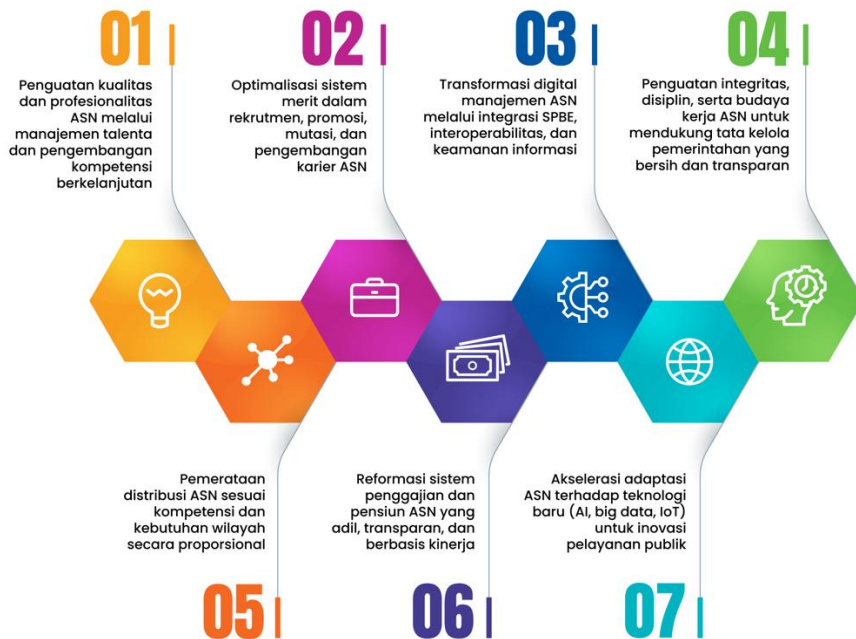 01
Penguatan kualitas
dan profesionalitas
ASN melalui
manajemen talenta
dan pengembangan
kompetensi
berkelanjutan
02
Optimalisasi sistem
merit dalam
rekrutmen, promosi,
mutasi, dan
pengembangan
karier ASN
03
Transformasi digital
manajemen ASN
melalui integrasi SPBE,
interoperabilitas, dan
keamanan informasi
04
Penguatan integritas,
disiplin, serta budaya
kerja ASN untuk
mendukung tata kelola
pemerintahan yang
bersih dan transparan
Pemerataan
distribusi ASN sesuai
kompetensi dan
kebutuhan wilayah
secara proporsional
05
Reformasi sistem
penggajian dan
pensiun ASN yang
adil, transparan, dan
berbasis kinerja
06
Akselerasi adaptasi
ASN terhadap teknologi
baru (AI, big data, IoT)
untuk inovasi
pelayanan publik
07